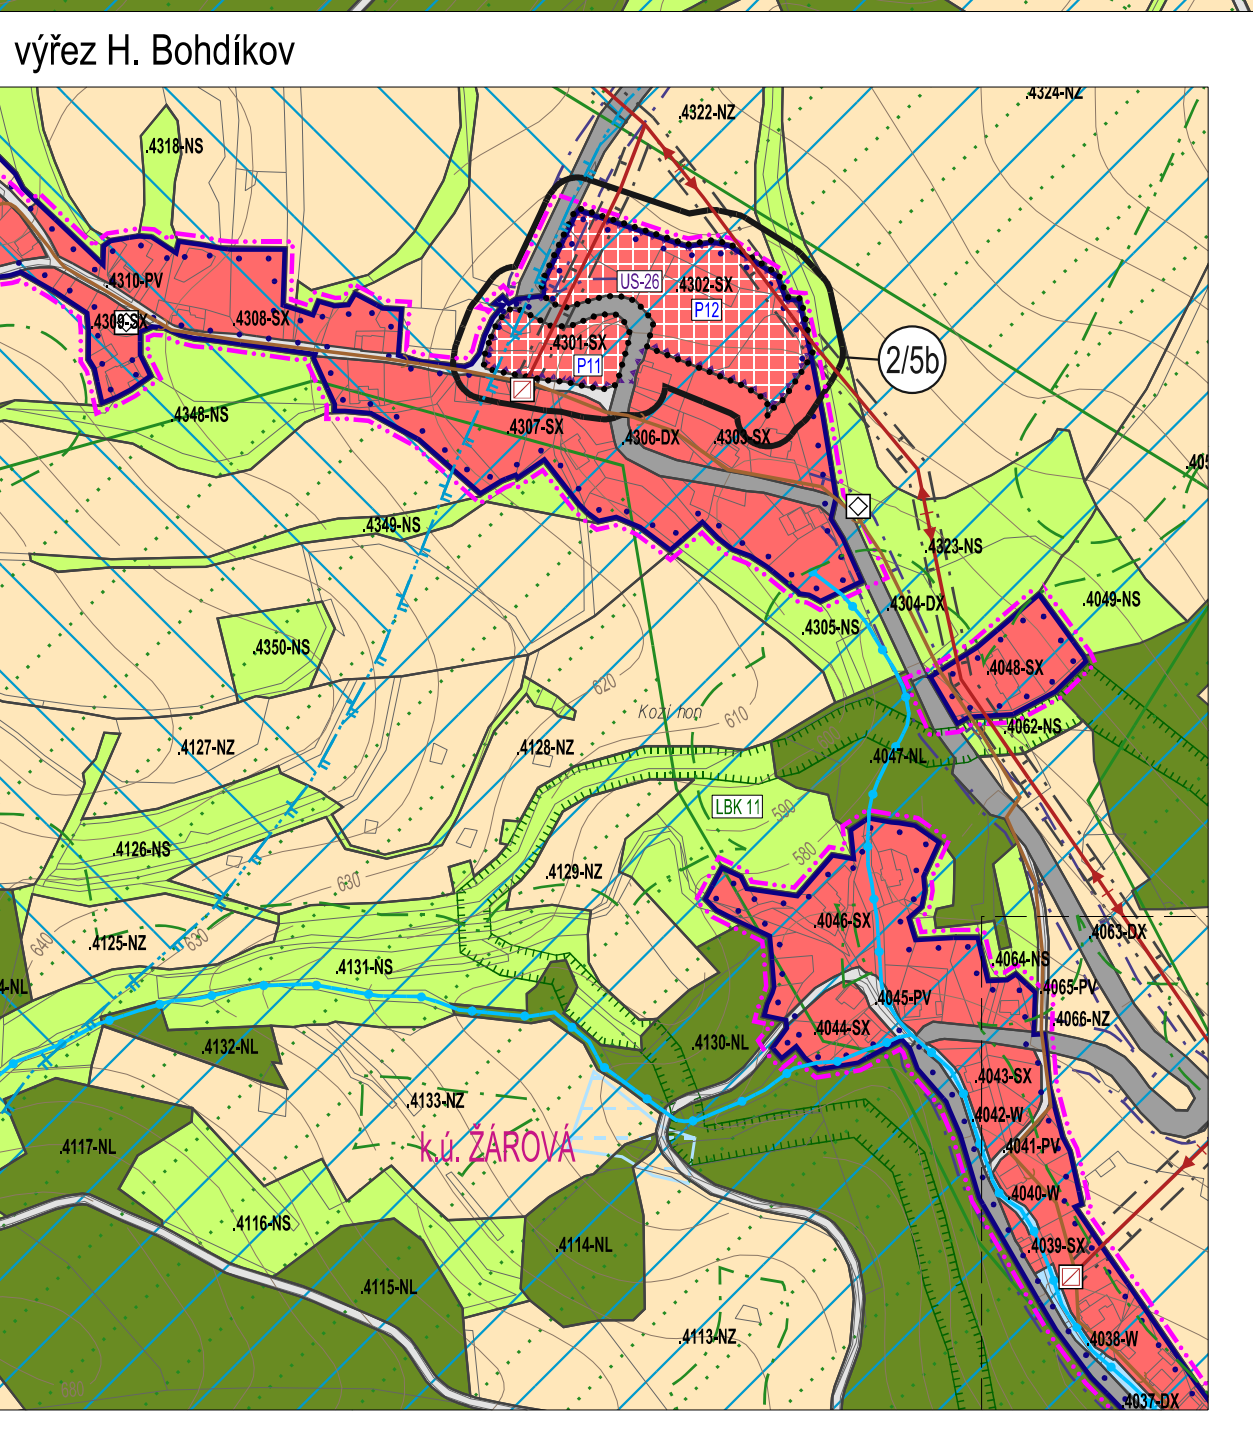 výřez H. Bohdíkov
.4324-NZ
.4322-NZ
.4318-NS
.4310-PV
US-26
.4302-SX
P12
.4309-SX
.4308-SX
.4301-SX
P11
2/5b
.4348-NS
.4307-SX
.4306-DX
.4303-SX
.4349-NS
.4323-NS
.4304-DX
.4049-NS
.4305-NS
.4350-NS
.4048-SX
620
Kozí hon
610
.4062-NS
.4127-NZ
.4128-NZ
.4047-NL
LBK 11
590
.4126-NS
580
.4129-NZ
630
.4046-SX
.4063-DX
640
.4125-NZ
630
.4064-NS
.4131-NS
.4065-PV
.4045-PV
.4066-NZ
.4044-SX
.4130-NL
.4132-NL
.4043-SX
.4133-NZ
.4042-W
k.ú. ŽÁROVÁ
.4117-NL
.4041-PV
.4040-W
.4116-NS
.4114-NL
.4039-SX
.4115-NL
.4113-NZ
.4038-W
.4037-DX